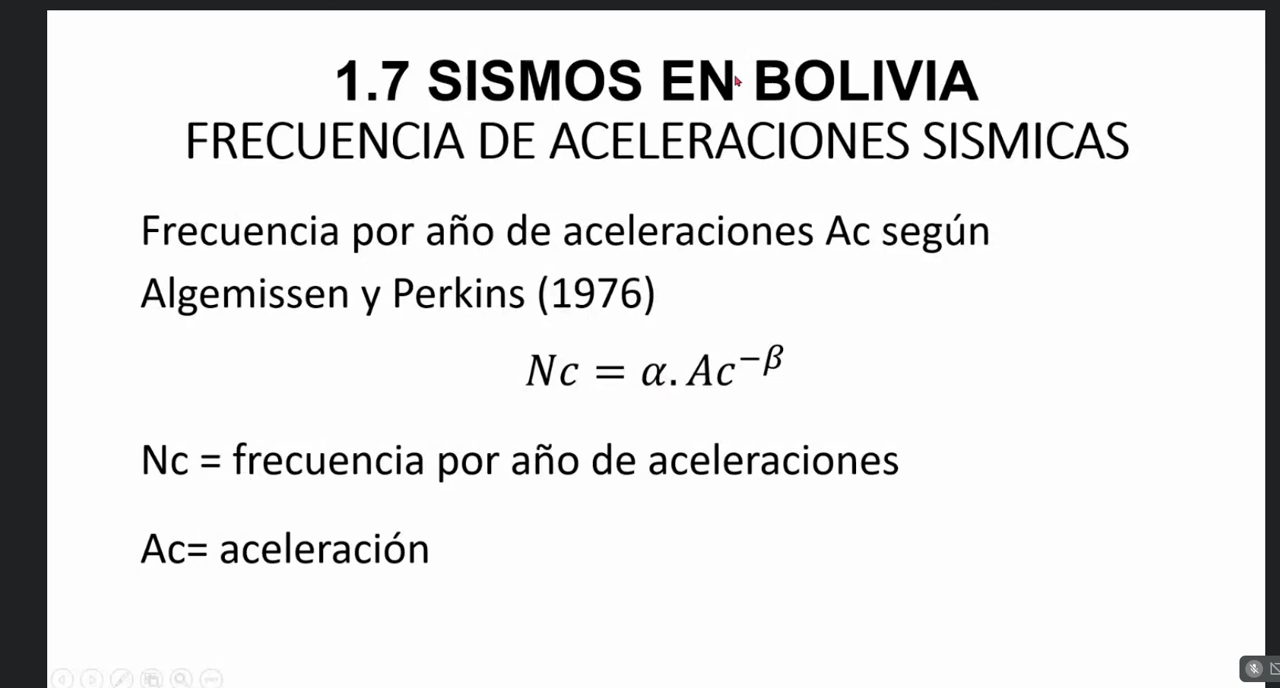 1.7 SISMOS EN BOLIVIA
FRECUENCIA DE ACELERACIONES SISMICAS
Frecuencia por año de aceleraciones Ac según
Algemissen y Perkins (1976)
Nc = α. Ac^{−β}
Nc = frecuencia por año de aceleraciones
Ac= aceleración